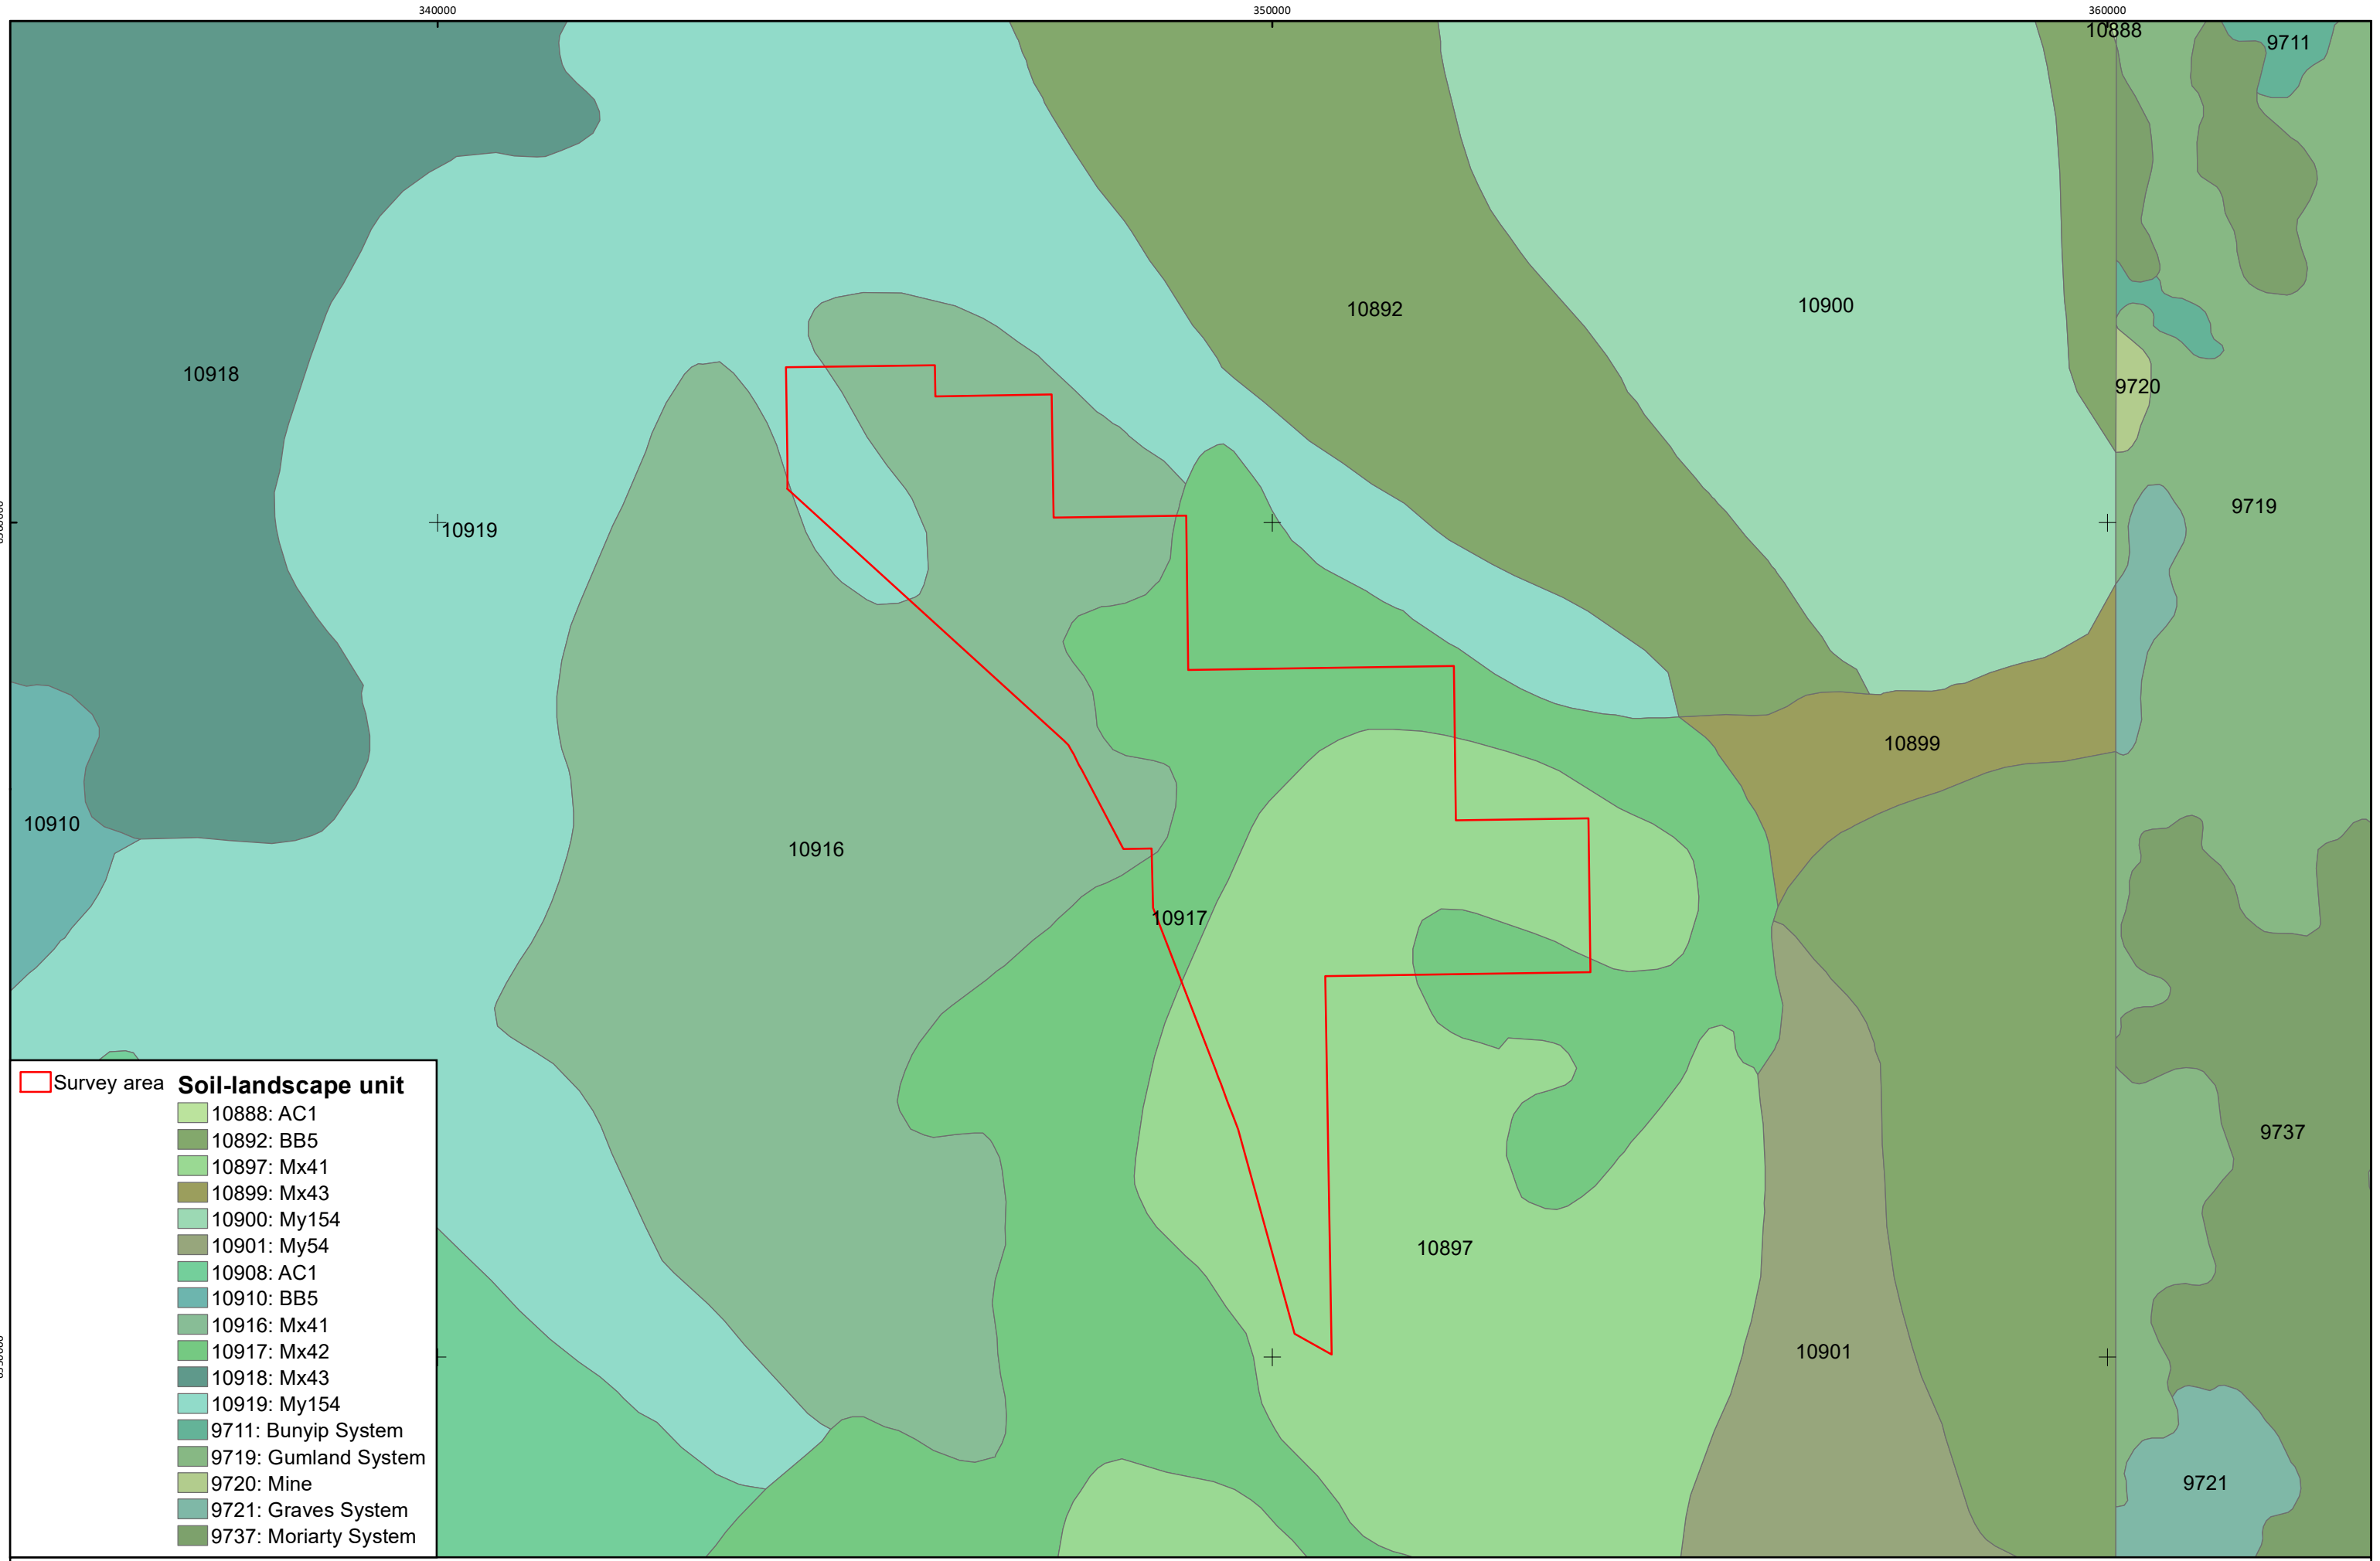 340000
350000
360000
10888
9711
10892
10900
10918
9720
9719
10919
10899
10910
10916
10917
9737
10897
10901
9721
Survey area
Soil-landscape unit
10888: AC1
10892: BB5
10897: Mx41
10899: Mx43
10900: My154
10901: My54
10908: AC1
10910: BB5
10916: Mx41
10917: Mx42
10918: Mx43
10919: My154
9711: Bunyip System
9719: Gumland System
9720: Mine
9721: Graves System
9737: Moriarty System